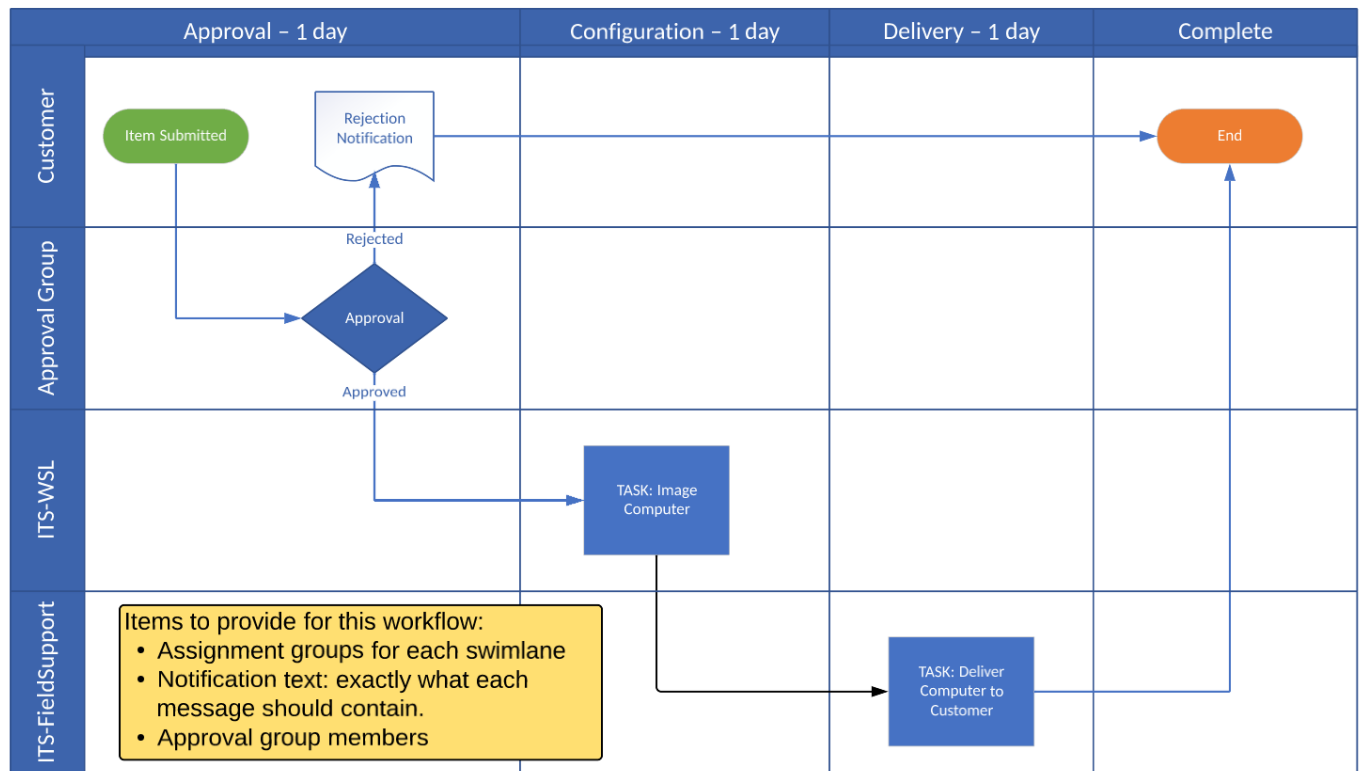 Approval – 1 day
Configuration – 1 day
Delivery – 1 day
Complete
Customer
Item Submitted
Rejection
Notification
End
Approval Group
Rejected
Approval
Approved
ITS-WSL
TASK: Image
Computer
ITS-FieldSupport
Items to provide for this workflow:
• Assignment groups for each swimlane
• Notification text: exactly what each
message should contain.
• Approval group members
TASK: Deliver
Computer to
Customer